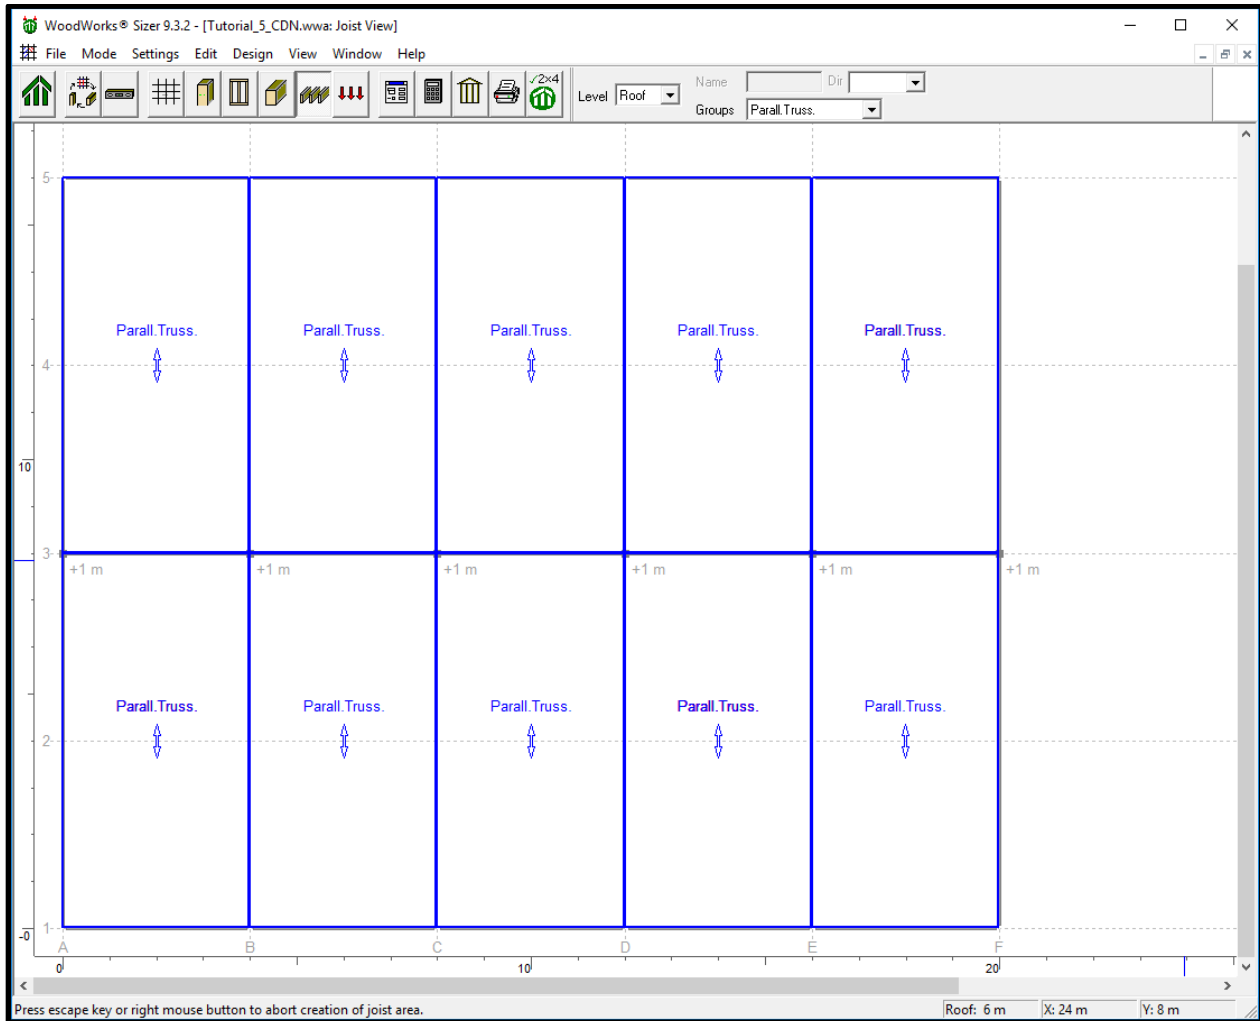 WoodWorks® Sizer 9.3.2 - [Tutorial_5_CDN.wwa: Joist View]
File Mode Settings Edit Design View Window Help
√2×4
Level Roof Name Dir
Groups Parall.Truss.
5
Parall.Truss. Parall.Truss. Parall.Truss. Parall.Truss. Parall.Truss.
4
10
3
+1 m +1 m +1 m +1 m +1 m +1 m
Parall.Truss. Parall.Truss. Parall.Truss. Parall.Truss. Parall.Truss.
2
1
-0
A B C D E F
0 10 20
Press escape key or right mouse button to abort creation of joist area. Roof: 6 m X: 24 m Y: 8 m